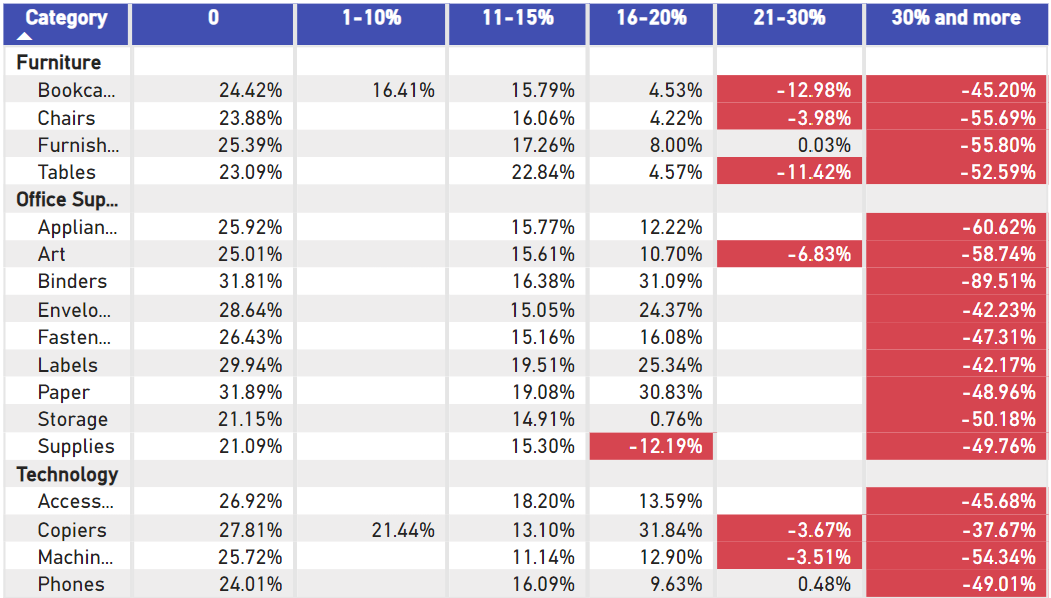 Category 0 1-10% 11-15% 16-20% 21-30% 30% and more
Furniture
Bookca... 24.42% 16.41% 15.79% 4.53% -12.98% -45.20%
Chairs 23.88% 16.06% 4.22% -3.98% -55.69%
Furnish... 25.39% 17.26% 8.00% 0.03% -55.80%
Tables 23.09% 22.84% 4.57% -11.42% -52.59%
Office Sup...
Applian... 25.92% 15.77% 12.22% -60.62%
Art 25.01% 15.61% 10.70% -6.83% -58.74%
Binders 31.81% 16.38% 31.09% -89.51%
Envelo... 28.64% 15.05% 24.37% -42.23%
Fasten... 26.43% 15.16% 16.08% -47.31%
Labels 29.94% 19.51% 25.34% -42.17%
Paper 31.89% 19.08% 30.83% -48.96%
Storage 21.15% 14.91% 0.76% -50.18%
Supplies 21.09% 15.30% -12.19% -49.76%
Technology
Access... 26.92% 18.20% 13.59% -45.68%
Copiers 27.81% 21.44% 13.10% 31.84% -3.67% -37.67%
Machin... 25.72% 11.14% 12.90% -3.51% -54.34%
Phones 24.01% 16.09% 9.63% 0.48% -49.01%